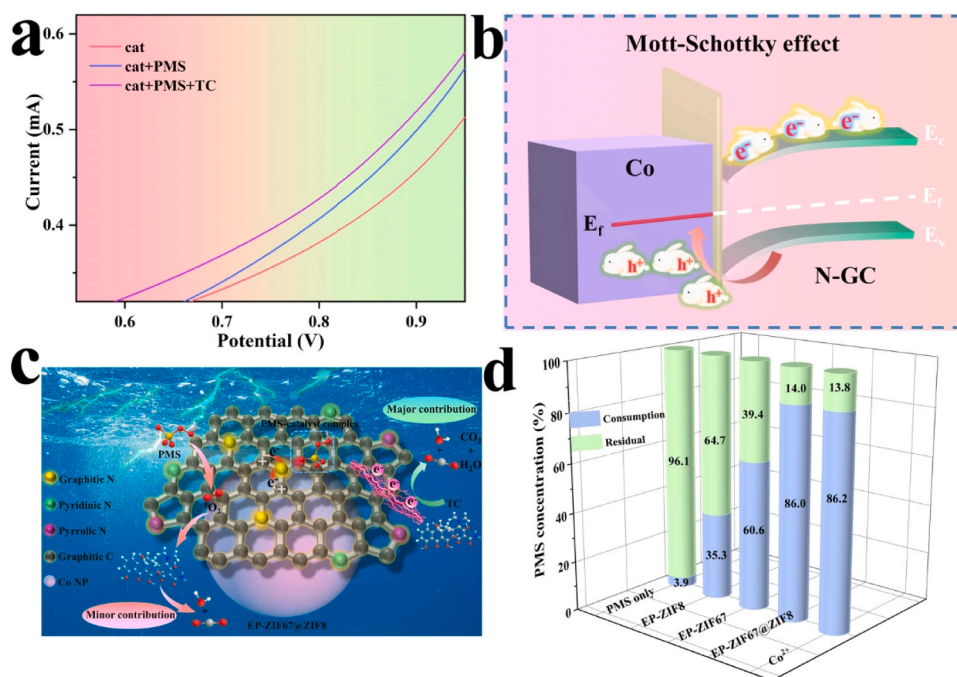 a
0.6
0.4
Current (mA)
cat
cat+PMS
cat+PMS+TC
0.6
0.7
0.8
0.9
Potential (V)
b
Mott-Schottky effect
Co
E_f
h⁺
h⁺
h⁺
e⁻
e⁻
e⁻
E_c
E_f
E_v
N-GC
c
Major contribution
PMS-catalyst complex
PMS
CO₂
+
H₂O
e⁻
e⁻
e⁻
e⁻
e⁻
TC
¹O₂
Graphitic N
Pyridinic N
Pyrrolic N
Graphitic C
Co NP
Minor contribution
EP-ZIF67@ZIF8
d
100
80
60
40
20
0
PMS concentration (%)
Consumption
Residual
96.1
3.9
64.7
35.3
39.4
60.6
14.0
86.0
13.8
86.2
PMS only
EP-ZIF8
EP-ZIF67
EP-ZIF67@ZIF8
Co²⁺